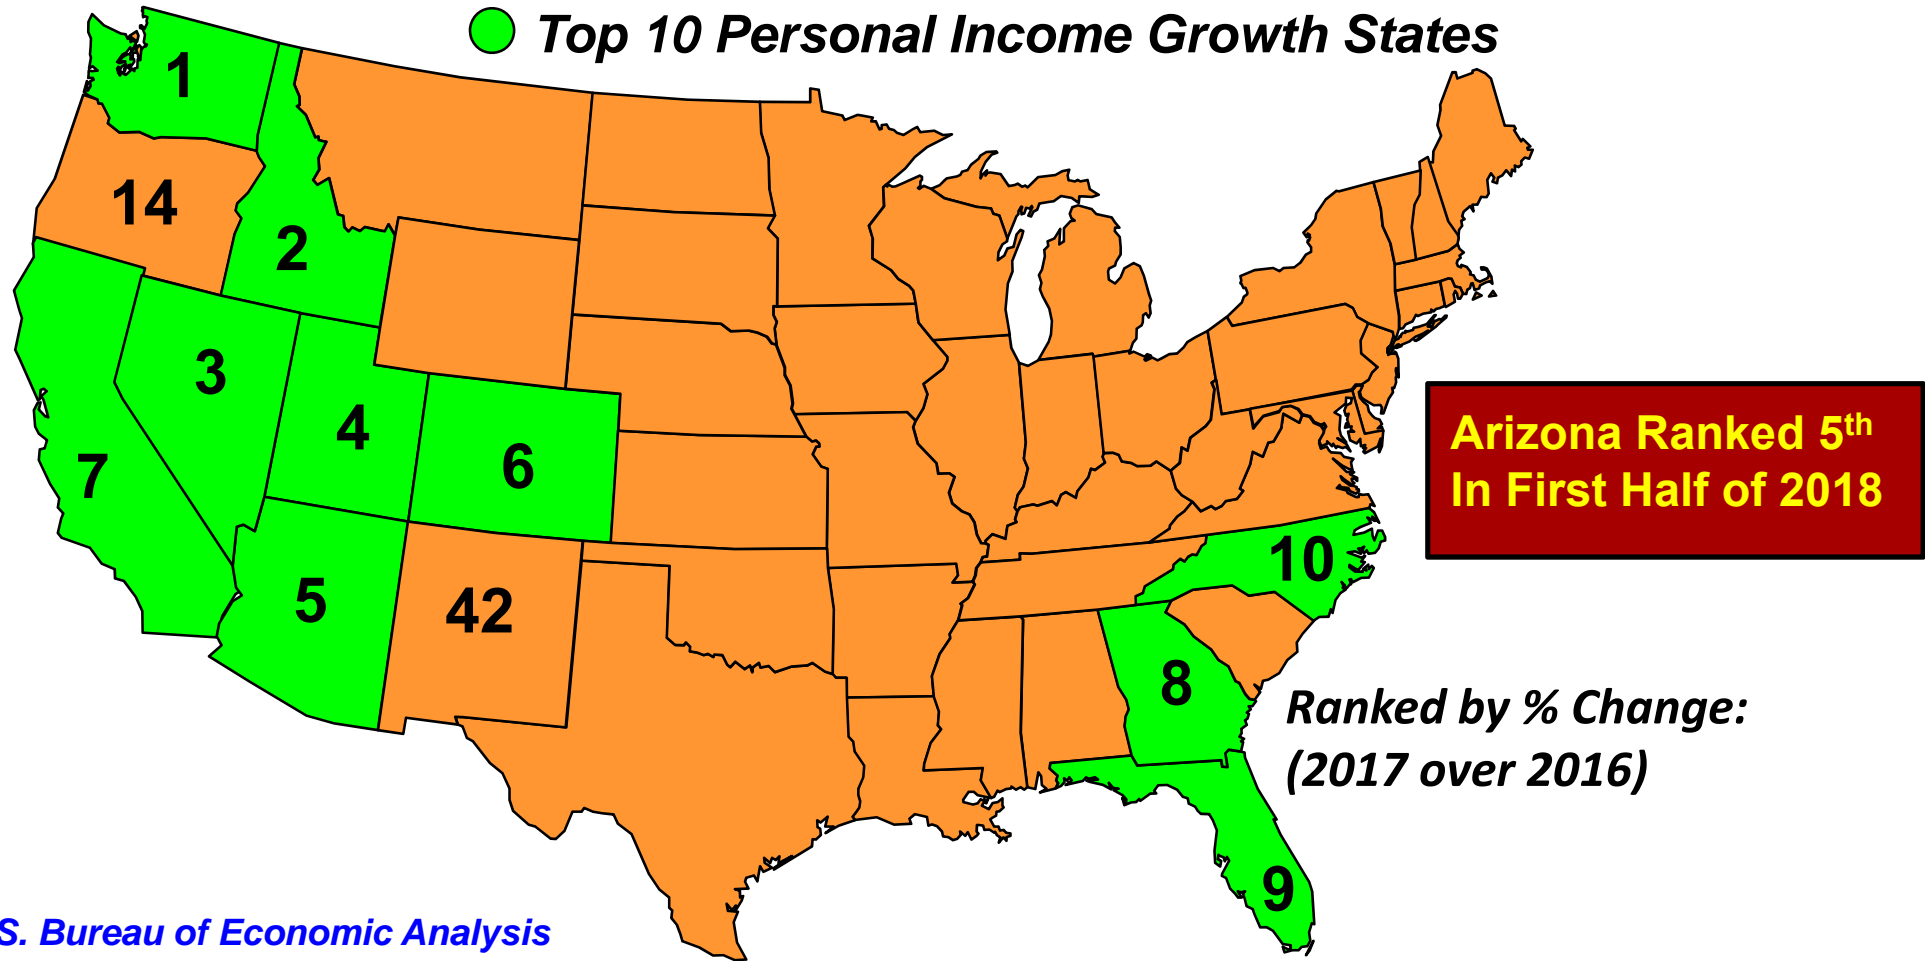 Top 10 Personal Income Growth States
1
14
2
3
4
6
7
5
42
10
8
9
Arizona Ranked 5th
In First Half of 2018
Ranked by % Change:
(2017 over 2016)
S. Bureau of Economic Analysis